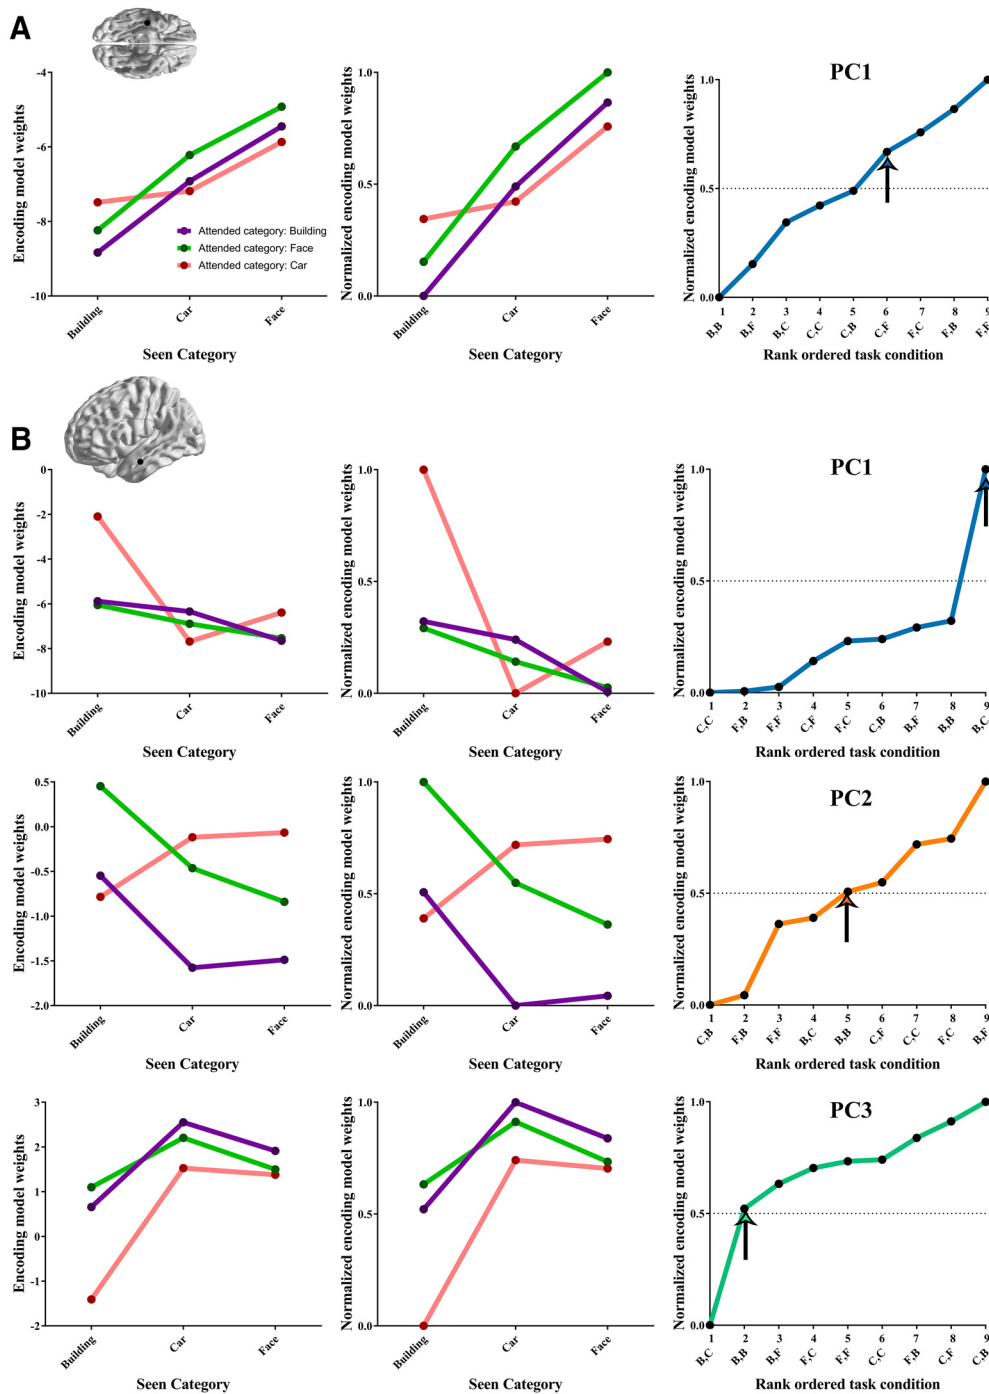 A
Encoding model weights
-4
-6
-8
-10
Attended category: Building
Attended category: Face
Attended category: Car
Building
Car
Face
Seen Category
Normalized encoding model weights
1.0
0.5
0.0
Building
Car
Face
Seen Category
PC1
Normalized encoding model weights
1.0
0.5
0.0
1 2 3 4 5 6 7 8 9
B,B B,F B,C C,C C,B C,F F,C F,B F,F
Rank ordered task condition
B
Encoding model weights
0
-2
-4
-6
-8
-10
Building
Car
Face
Seen Category
Normalized encoding model weights
1.0
0.5
0.0
Building
Car
Face
Seen Category
PC1
Normalized encoding model weights
1.0
0.5
0.0
1 2 3 4 5 6 7 8 9
C,C F,B F,F C,F F,C C,B B,F B,B B,C
Rank ordered task condition
Encoding model weights
0.5
0.0
-0.5
-1.0
-1.5
-2.0
Building
Car
Face
Seen Category
Normalized encoding model weights
1.0
0.5
0.0
Building
Car
Face
Seen Category
PC2
Normalized encoding model weights
1.0
0.5
0.0
1 2 3 4 5 6 7 8 9
C,B F,B F,F B,C B,B C,F C,C F,C B,F
Rank ordered task condition
Encoding model weights
3
2
1
0
-1
-2
Building
Car
Face
Seen Category
Normalized encoding model weights
1.0
0.5
0.0
Building
Car
Face
Seen Category
PC3
Normalized encoding model weights
1.0
0.5
0.0
1 2 3 4 5 6 7 8 9
B,C B,B B,F F,C F,F C,C F,B C,F C,B
Rank ordered task condition